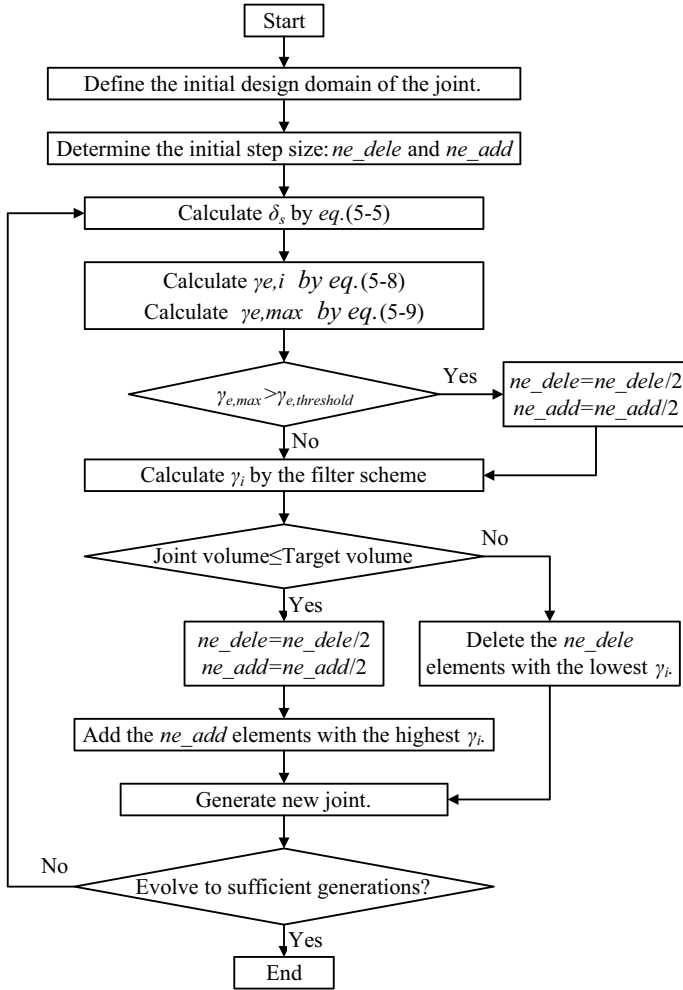 Start
Define the initial design domain of the joint.
Determine the initial step size: ne_dele and ne_add
Calculate δs by eq.(5-5)
Calculate γe,i by eq.(5-8)
Calculate γe,max by eq.(5-9)
γe,max>γe,threshold
Yes
ne_dele=ne_dele/2
ne_add=ne_add/2
No
Calculate γi by the filter scheme
Joint volume≤Target volume
No
Yes
ne_dele=ne_dele/2
ne_add=ne_add/2
Delete the ne_dele
elements with the lowest γi.
Add the ne_add elements with the highest γi.
Generate new joint.
No
Evolve to sufficient generations?
Yes
End